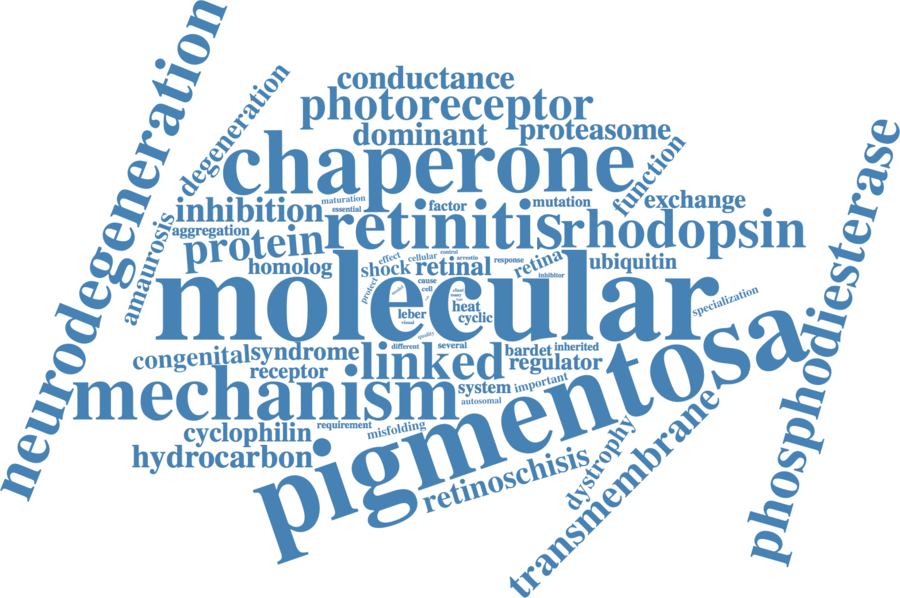 neurodegeneration
degeneration
conductance
photoreceptor
dominant
proteasome
chaperone
function
exchange
phosphodiesterase
maturation
essential
factor
mutation
inhibition
aggregation
amaurosis
retinitis
rhodopsin
protein
homolog
shock
effect
cellular
control
arrestin
retinal
response
retina
inhibitor
ubiquitin
protect
cause
cell
client
many
heat
molecular
leber
visual
cyclic
specialization
quality
different
several
congenital
syndrome
receptor
linked
bardet
inherited
regulator
mechanism
system
important
autosomal
pigmentosa
cyclophilin
requirement
misfolding
hydrocarbon
retinoschisis
dystrophy
transmembrane